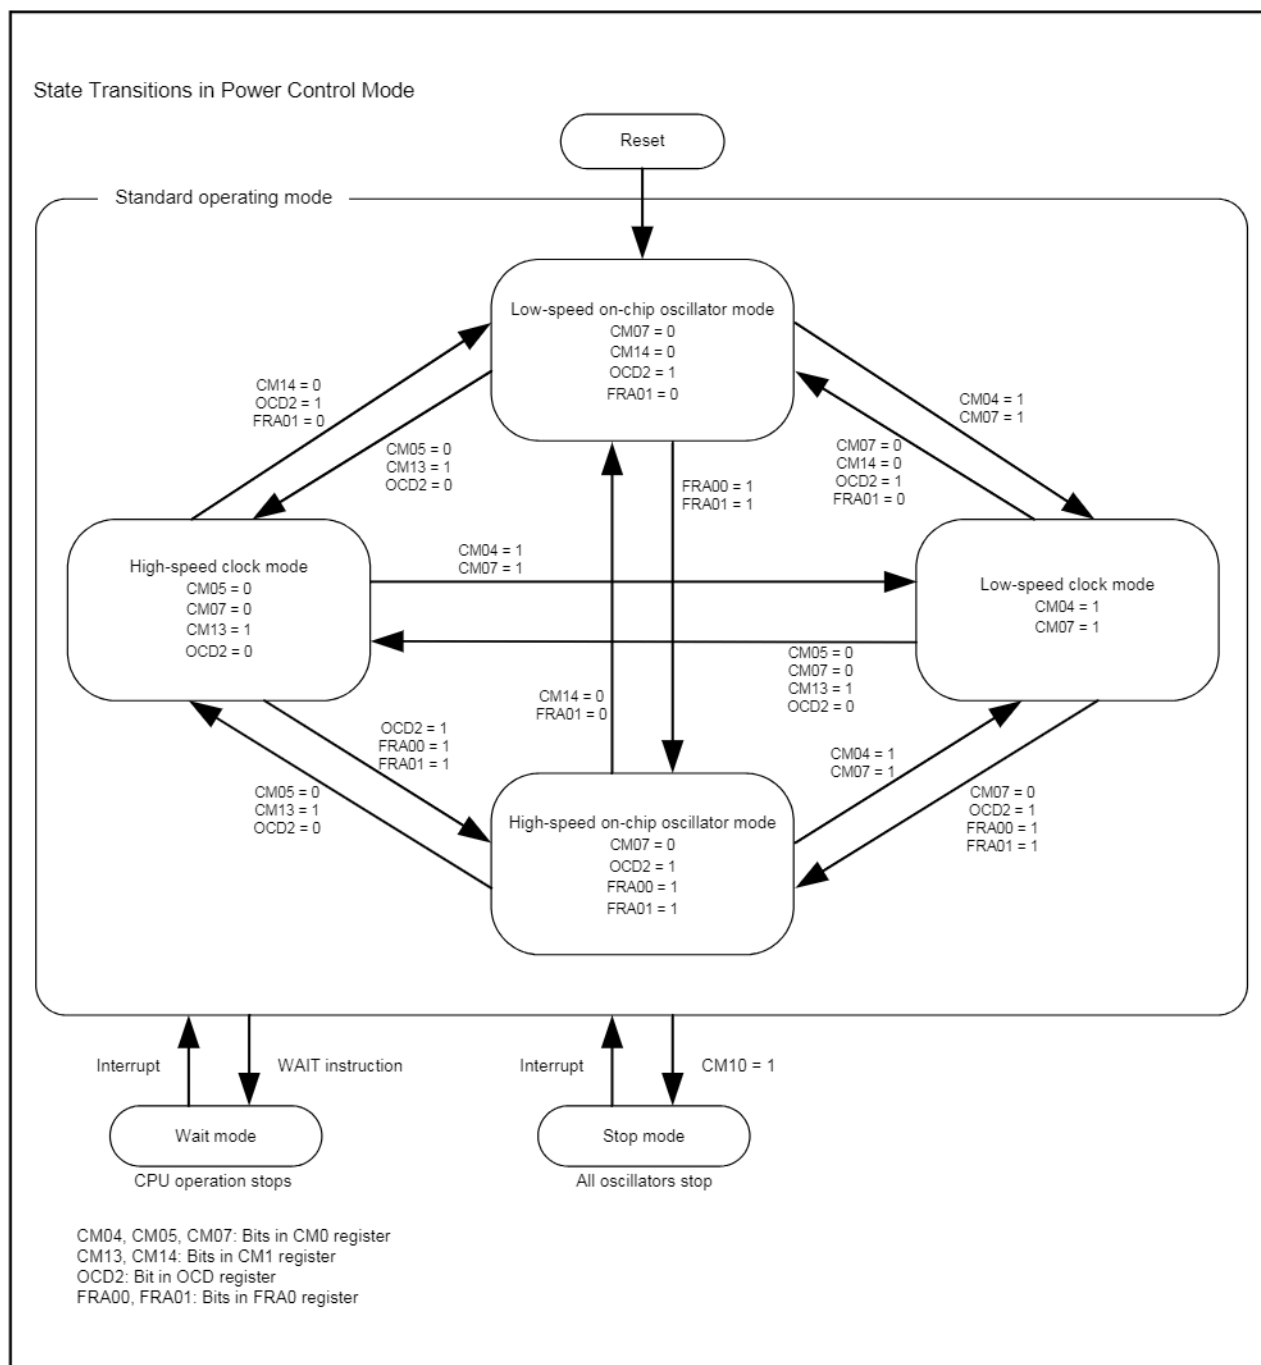 State Transitions in Power Control Mode
Reset
Standard operating mode
Low-speed on-chip oscillator mode
CM07 = 0
CM14 = 0
OCD2 = 1
FRA01 = 0
CM14 = 0
OCD2 = 1
FRA01 = 0
CM04 = 1
CM07 = 1
CM05 = 0
CM13 = 1
OCD2 = 0
CM07 = 0
CM14 = 0
OCD2 = 1
FRA01 = 0
FRA00 = 1
FRA01 = 1
High-speed clock mode
CM05 = 0
CM07 = 0
CM13 = 1
OCD2 = 0
CM04 = 1
CM07 = 1
Low-speed clock mode
CM04 = 1
CM07 = 1
CM05 = 0
CM07 = 0
CM13 = 1
OCD2 = 0
CM14 = 0
FRA01 = 0
OCD2 = 1
FRA00 = 1
FRA01 = 1
CM04 = 1
CM07 = 1
CM05 = 0
CM13 = 1
OCD2 = 0
CM07 = 0
OCD2 = 1
FRA00 = 1
FRA01 = 1
High-speed on-chip oscillator mode
CM07 = 0
OCD2 = 1
FRA00 = 1
FRA01 = 1
Interrupt
WAIT instruction
Interrupt
CM10 = 1
Wait mode
Stop mode
CPU operation stops
All oscillators stop
CM04, CM05, CM07: Bits in CM0 register
CM13, CM14: Bits in CM1 register
OCD2: Bit in OCD register
FRA00, FRA01: Bits in FRA0 register